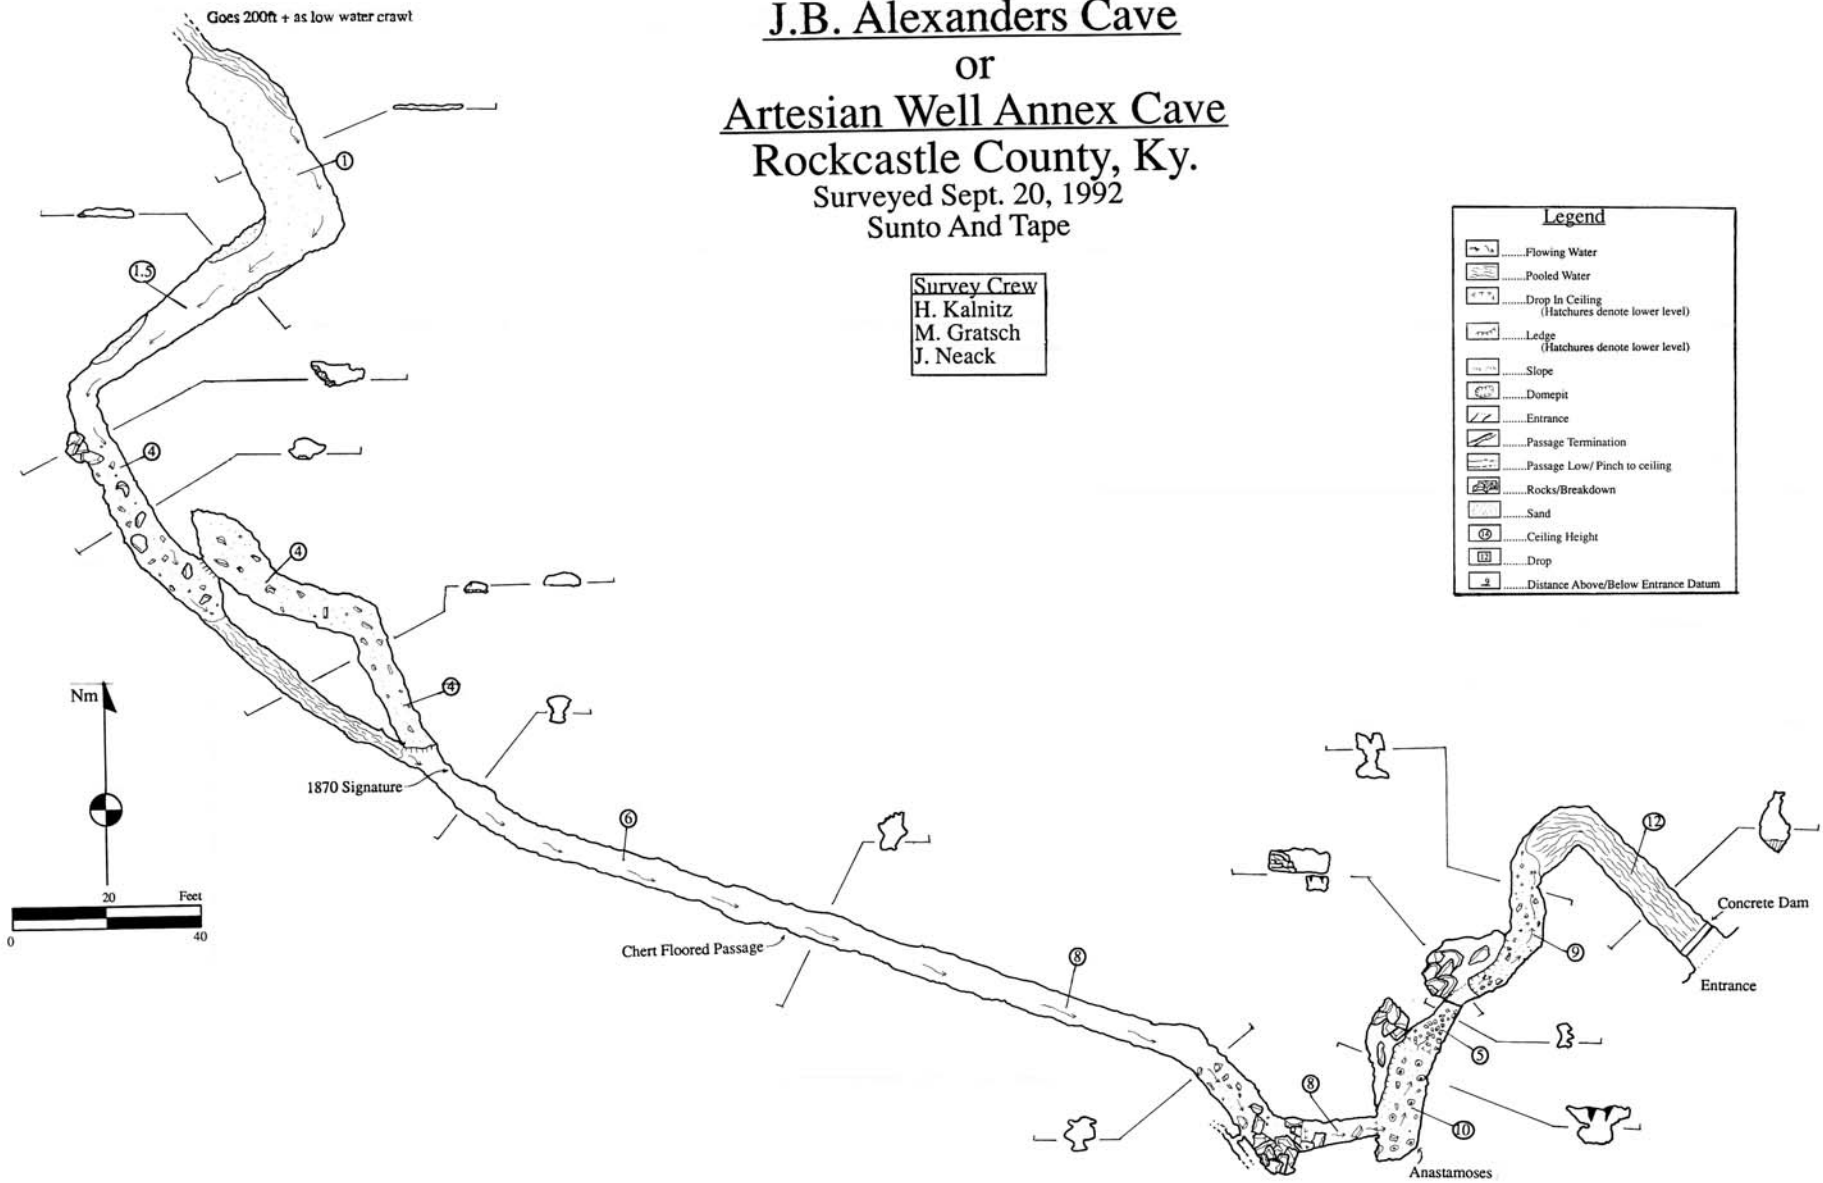 Goes 200ft + as low water crawl
J.B. Alexanders Cave
or
Artesian Well Annex Cave
Rockcastle County, Ky.
Surveyed Sept. 20, 1992
Sunto And Tape
Survey Crew
H. Kalnitz
M. Gratsch
J. Neack
Legend
........Flowing Water
........Pooled Water
........Drop In Ceiling
(Hatchures denote lower level)
........Ledge
(Hatchures denote lower level)
........Slope
........Domepit
........Entrance
........Passage Termination
........Passage Low/ Pinch to ceiling
........Rocks/Breakdown
........Sand
14 ........Ceiling Height
12 ........Drop
9 ........Distance Above/Below Entrance Datum
1
1.5
4
4
4
Nm
1870 Signature
20 Feet
0 40
6
Chert Floored Passage
8
12
Concrete Dam
9
Entrance
5
8
10
Anastamoses